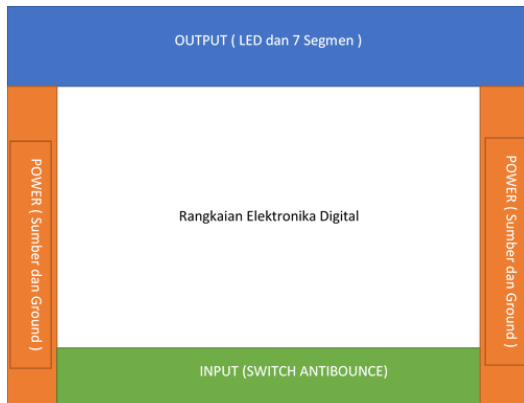 OUTPUT ( LED dan 7 Segmen )
POWER ( Sumber dan Ground )
Rangkaian Elektronika Digital
POWER ( Sumber dan Ground )
INPUT (SWITCH ANTIBOUNCE)